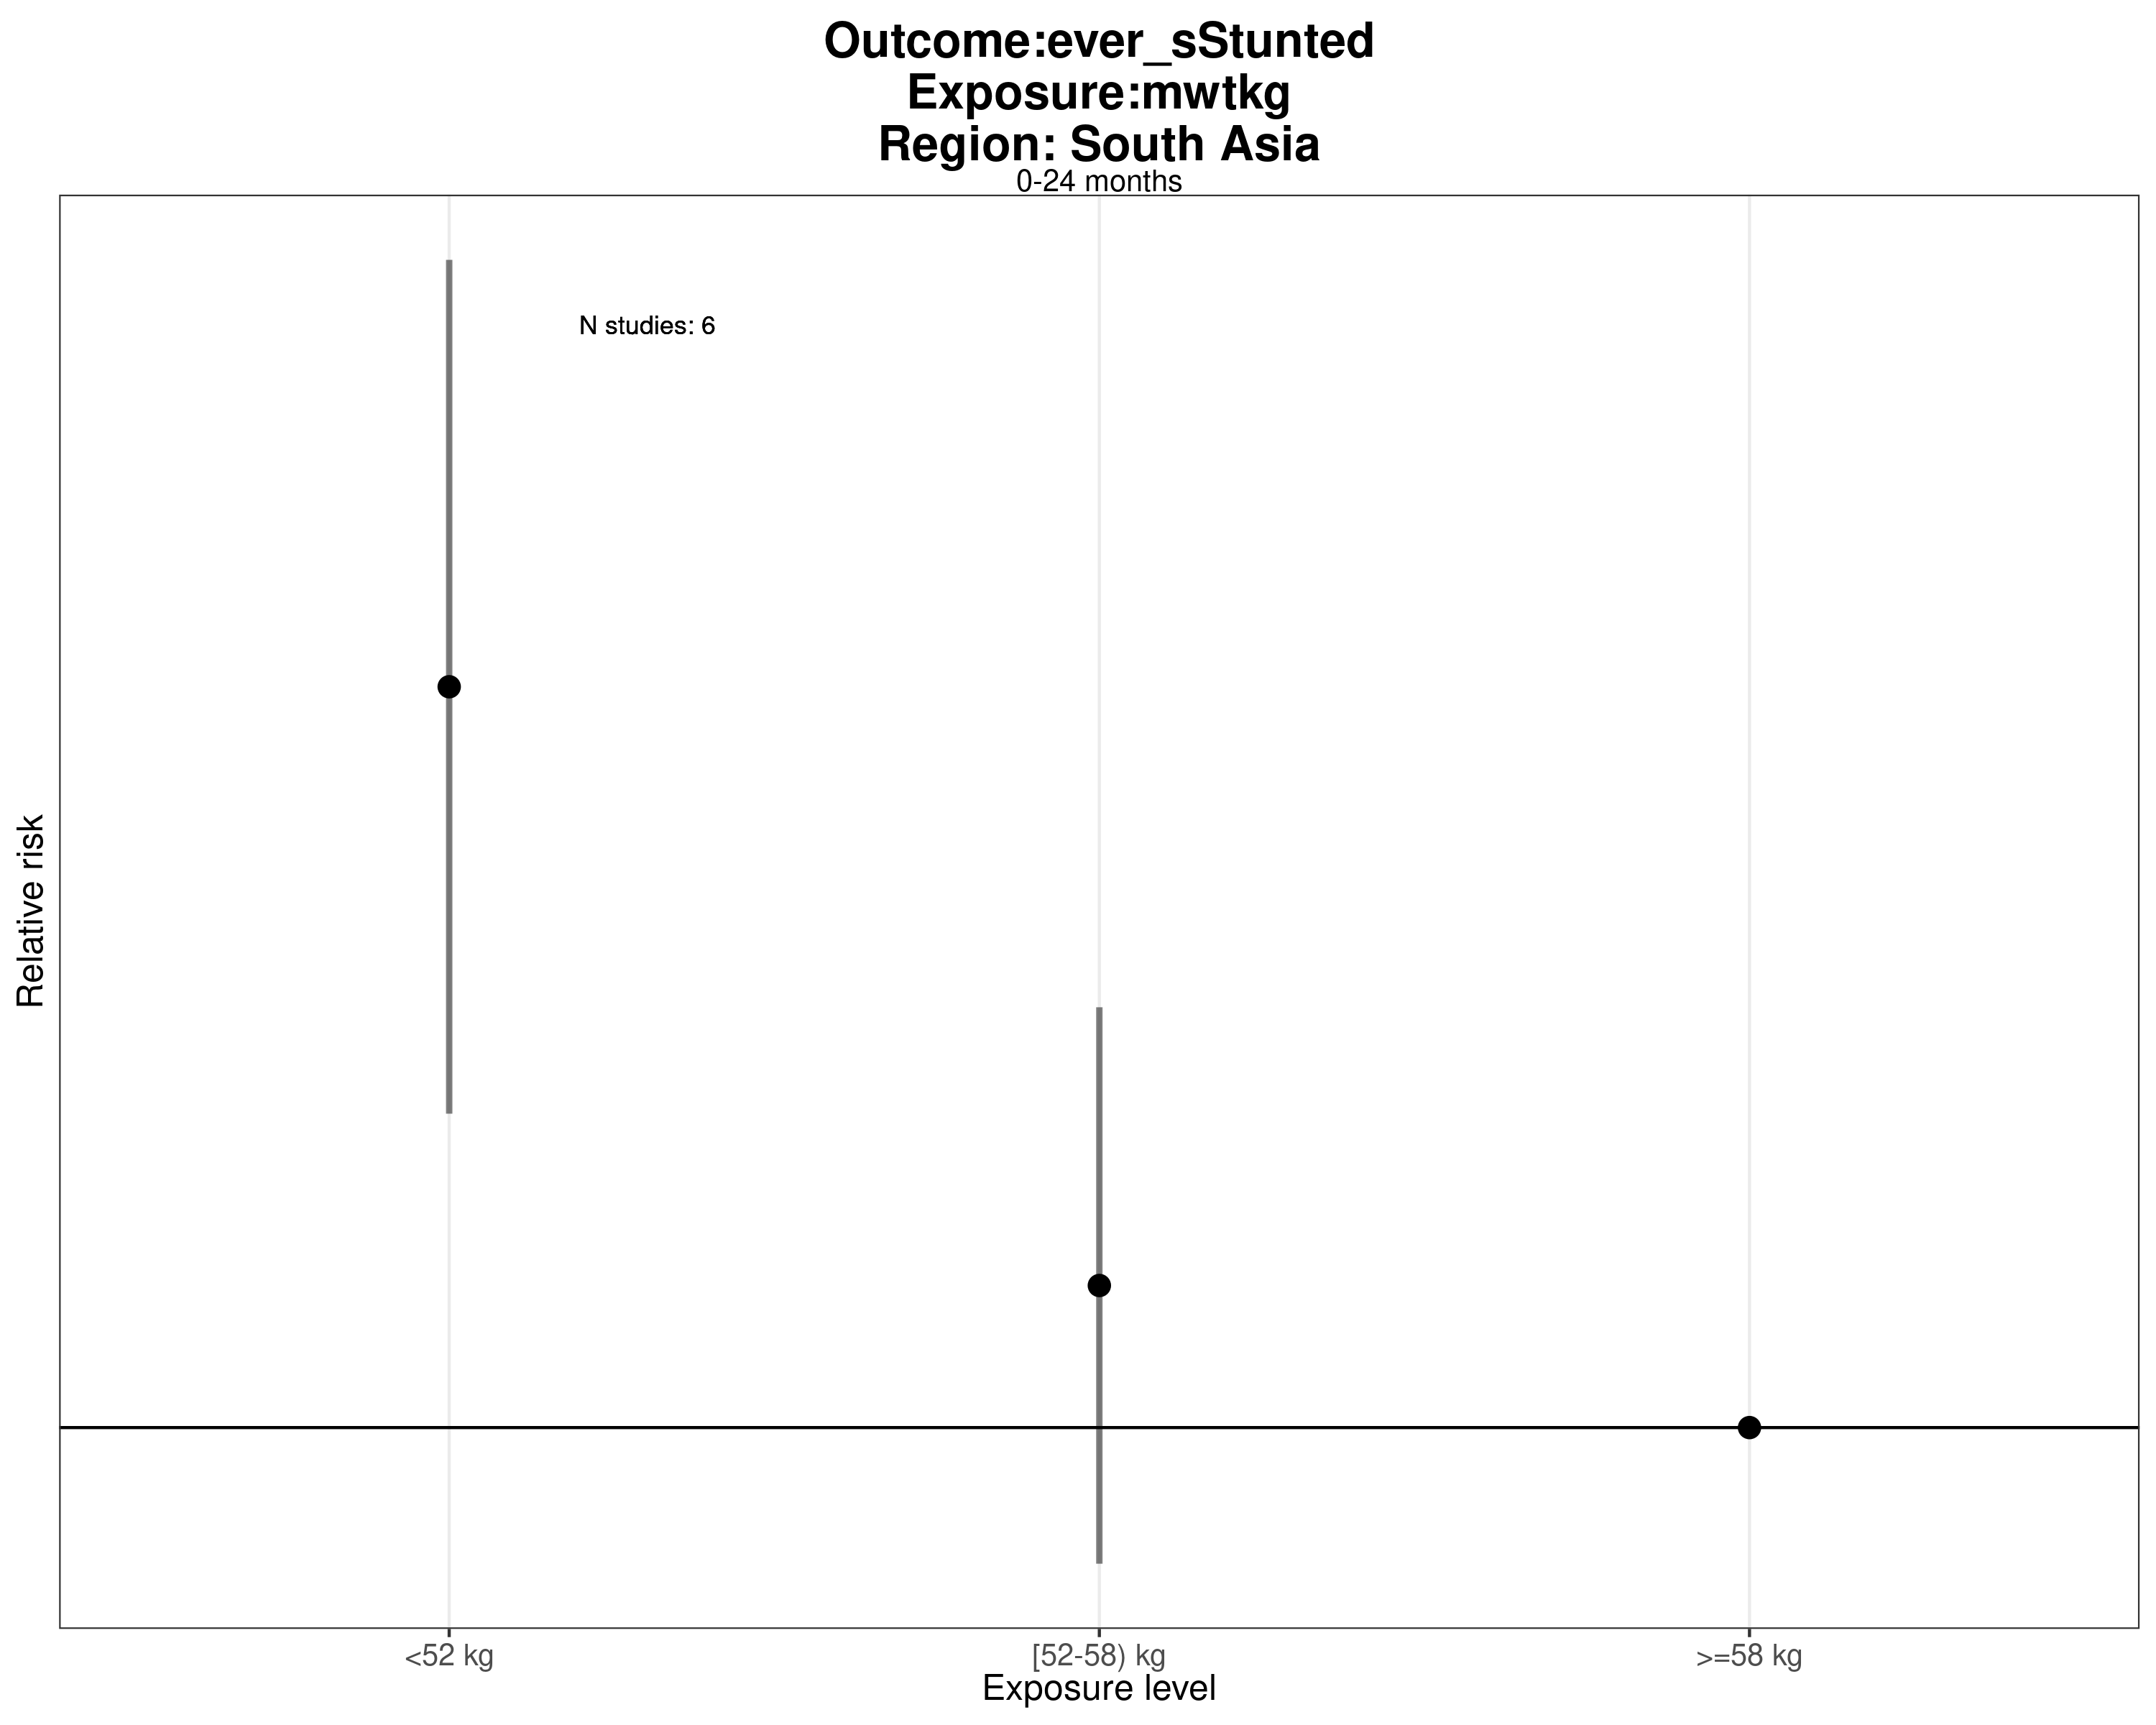 Outcome:ever_sStunted
Exposure:mwtkg
Region: South Asia
0-24 months
N studies: 6
Relative risk
<52 kg
[52-58) kg
>=58 kg
Exposure level